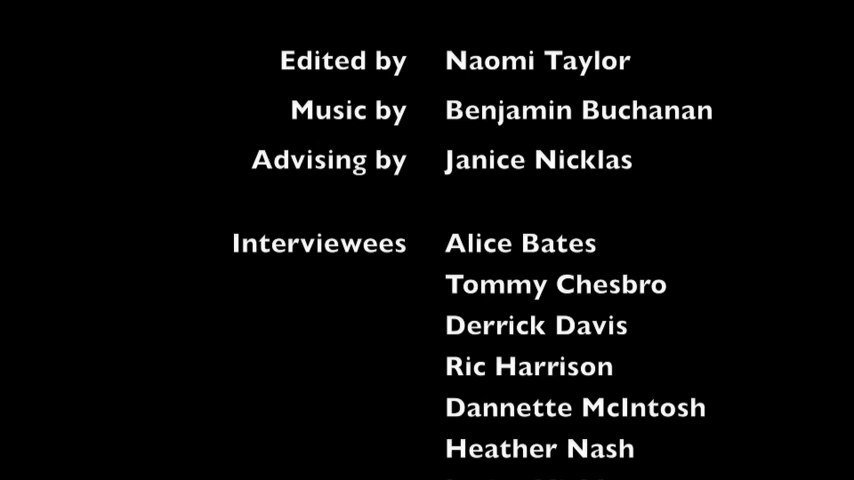 Edited by Naomi Taylor
Music by Benjamin Buchanan
Advising by Janice Nicklas
Interviewees Alice Bates
Tommy Chesbro
Derrick Davis
Ric Harrison
Dannette McIntosh
Heather Nash